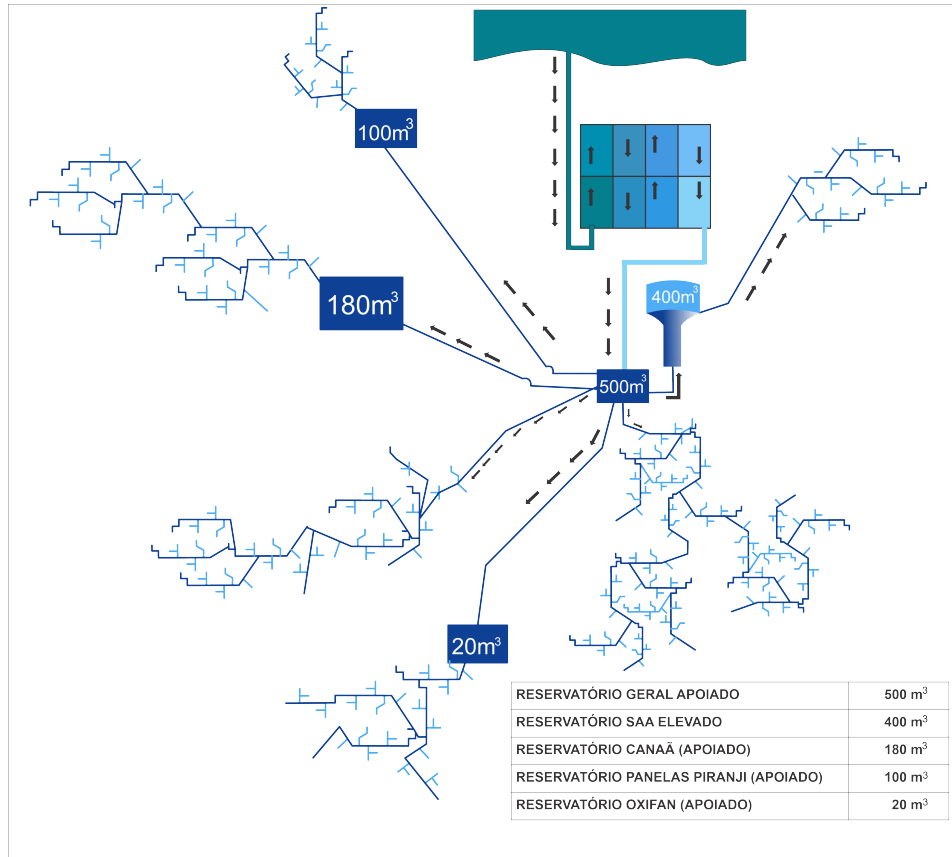 100m³
180m³
400m³
500m³
20m³
RESERVATÓRIO GERAL APOIADO 500 m³
RESERVATÓRIO SAA ELEVADO 400 m³
RESERVATÓRIO CANAÃ (APOIADO) 180 m³
RESERVATÓRIO PANELAS PIRANJI (APOIADO) 100 m³
RESERVATÓRIO OXIFAN (APOIADO) 20 m³